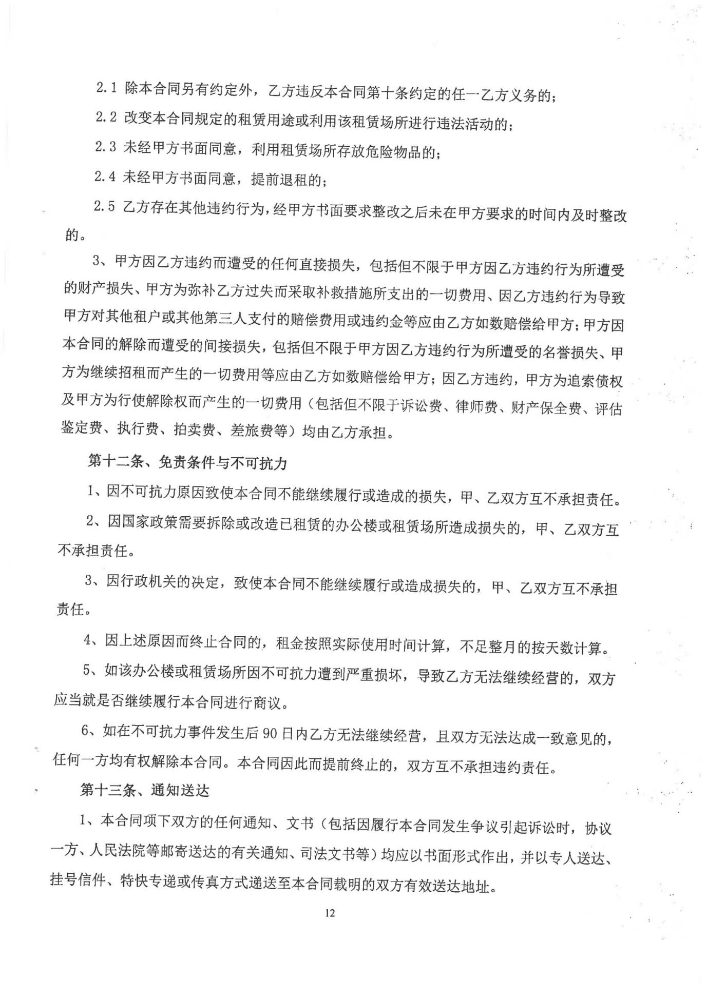 2.1 除本合同另有约定外，乙方违反本合同第十条约定的任一乙方义务的；
2.2 改变本合同规定的租赁用途或利用该租赁场所进行违法活动的；
2.3 未经甲方书面同意，利用租赁场所存放危险物品的；
2.4 未经甲方书面同意，提前退租的；
2.5 乙方存在其他违约行为，经甲方书面要求整改之后未在甲方要求的时间内及时整改
的。
3、甲方因乙方违约而遭受的任何直接损失，包括但不限于甲方因乙方违约行为所遭受
的财产损失、甲方为弥补乙方过失而采取补救措施所支出的一切费用、因乙方违约行为导致
甲方对其他租户或其他第三人支付的赔偿费用或违约金等应由乙方如数赔偿给甲方；甲方因
本合同的解除而遭受的间接损失，包括但不限于甲方因乙方违约行为所遭受的名誉损失、甲
方为继续招租而产生的一切费用等应由乙方如数赔偿给甲方；因乙方违约，甲方为追索债权
及甲方为行使解除权而产生的一切费用（包括但不限于诉讼费、律师费、财产保全费、评估
鉴定费、执行费、拍卖费、差旅费等）均由乙方承担。
第十二条、免责条件与不可抗力
1、因不可抗力原因致使本合同不能继续履行或造成的损失，甲、乙双方互不承担责任。
2、因国家政策需要拆除或改造已租赁的办公楼或租赁场所造成损失的，甲、乙双方互
不承担责任。
3、因行政机关的决定，致使本合同不能继续履行或造成损失的，甲、乙双方互不承担
责任。
4、因上述原因而终止合同的，租金按照实际使用时间计算，不足整月的按天数计算。
5、如该办公楼或租赁场所因不可抗力遭到严重损坏，导致乙方无法继续经营的，双方
应当就是否继续履行本合同进行商议。
6、如在不可抗力事件发生后 90 日内乙方无法继续经营，且双方无法达成一致意见的，
任何一方均有权解除本合同。本合同因此而提前终止的，双方互不承担违约责任。
第十三条、通知送达
1、本合同项下双方的任何通知、文书（包括因履行本合同发生争议引起诉讼时，协议
一方、人民法院等邮寄送达的有关通知、司法文书等）均应以书面形式作出，并以专人送达、
挂号信件、特快专递或传真方式递送至本合同载明的双方有效送达地址。
12